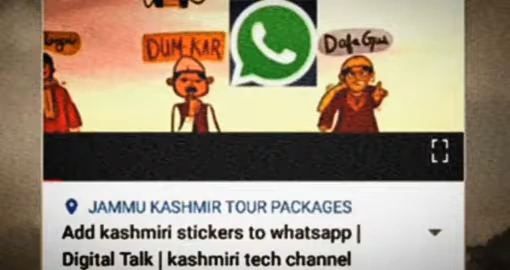 DUM KAR
Dafa Gus
JAMMU KASHMIR TOUR PACKAGES
Add kashmiri stickers to whatsapp |
Digital Talk | kashmiri tech channel